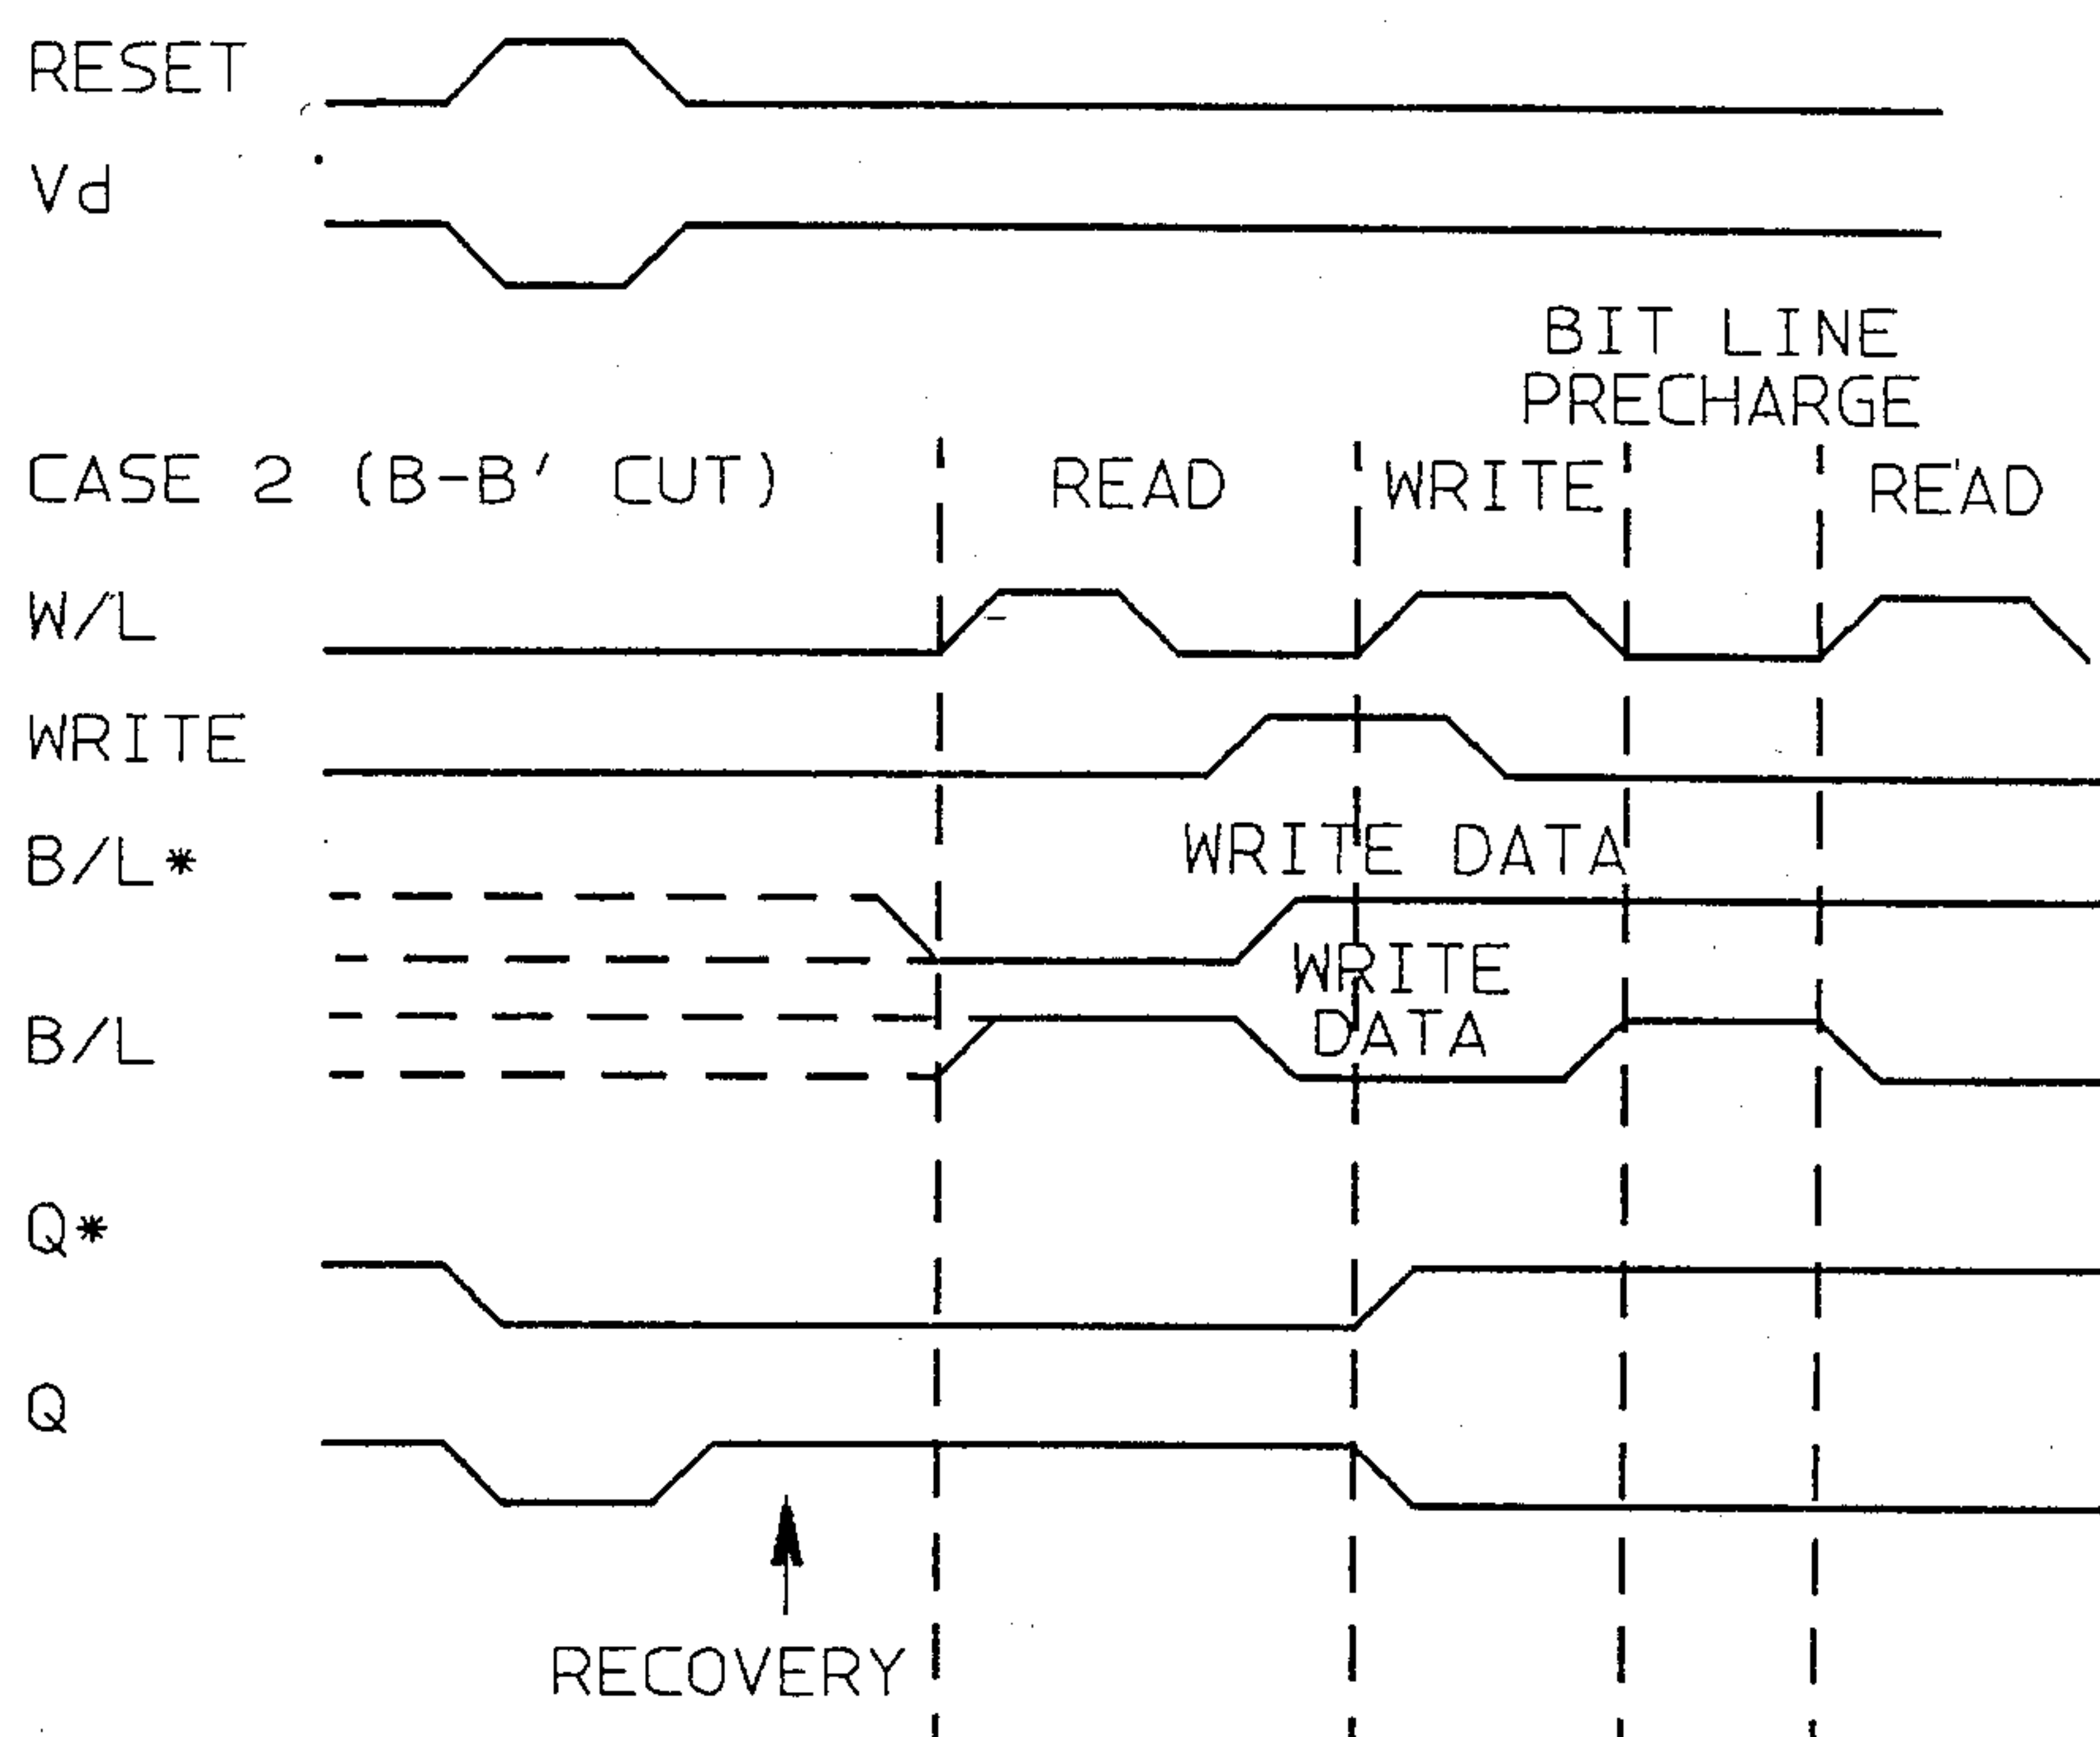 RESET
Vd
BIT LINE
PRECHARGE
CASE 2 (B-B' CUT)
READ
WRITE
READ
W/L
WRITE
B/L*
WRITE DATA
WRITE
DATA
B/L
Q*
Q
RECOVERY